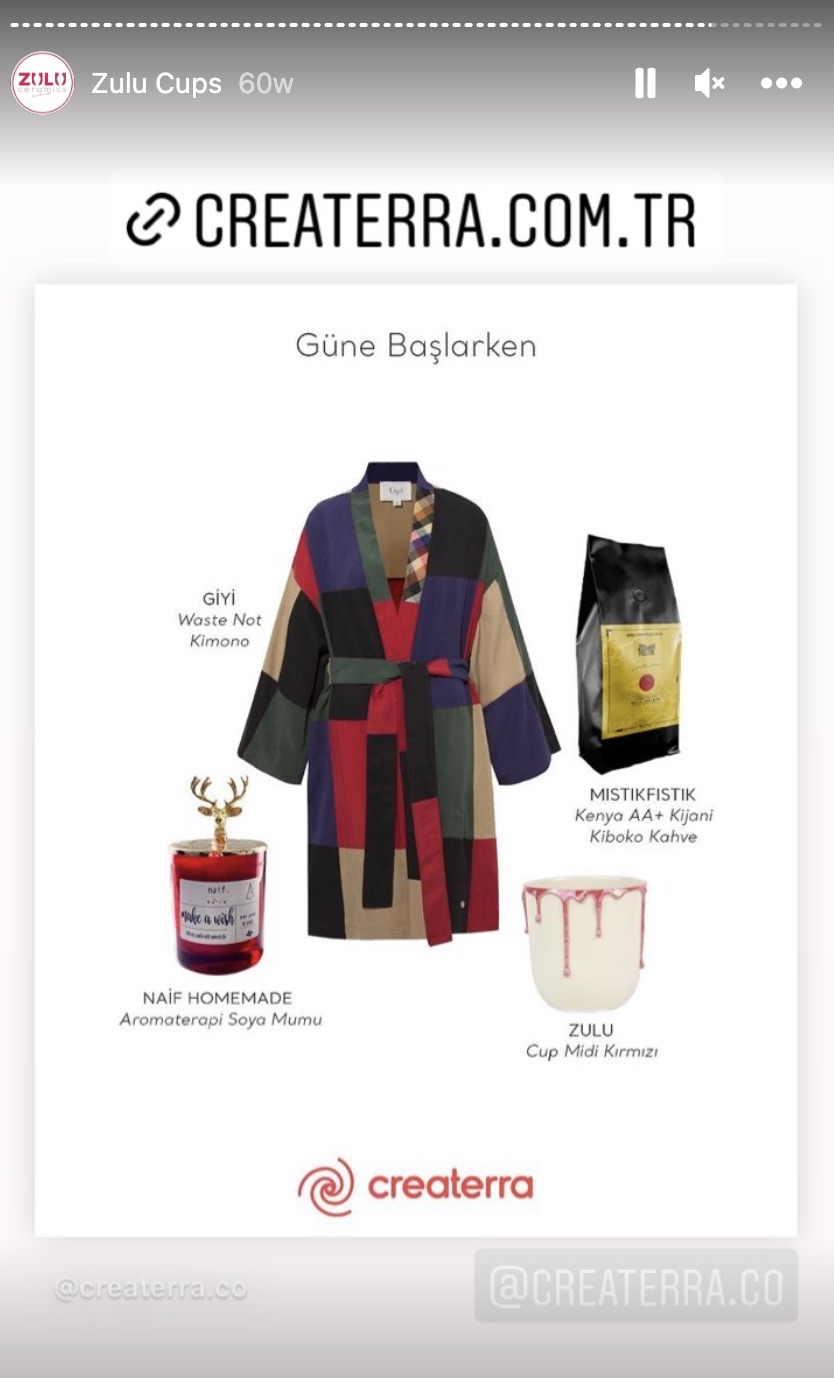 ZULU
ceramics
Zulu Cups 60w
CREATERRA.COM.TR
Güne Başlarken
Giyi
GİYİ
Waste Not
Kimono
MISTIKFISTIK
Kenya AA+ Kijani
Kiboko Kahve
naif.
make a wish
NAİF HOMEMADE
Aromaterapi Soya Mumu
ZULU
Cup Midi Kırmızı
createrra
@createrra.co
@CREATERRA.CO